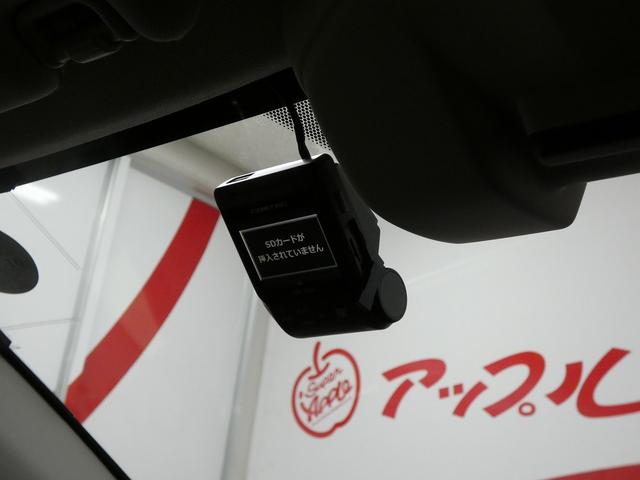 SDカードが
挿入されていません
Super
Apple
アップル